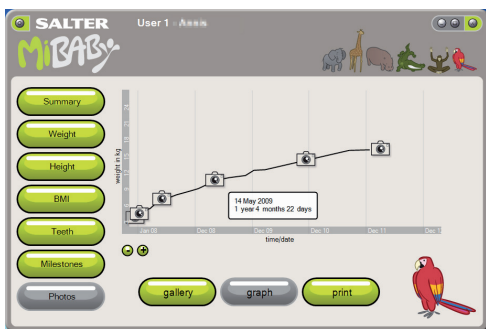 SALTER
User 1 -
MiBABY
Summary
Weight
Height
BMI
Teeth
Milestones
Photos
weight in kg
14 May 2009
1 year 4 months 22 days
Jan 08
Dec 08
Dec 09
Dec 10
Dec 11
Dec 1
time/date
gallery
graph
print